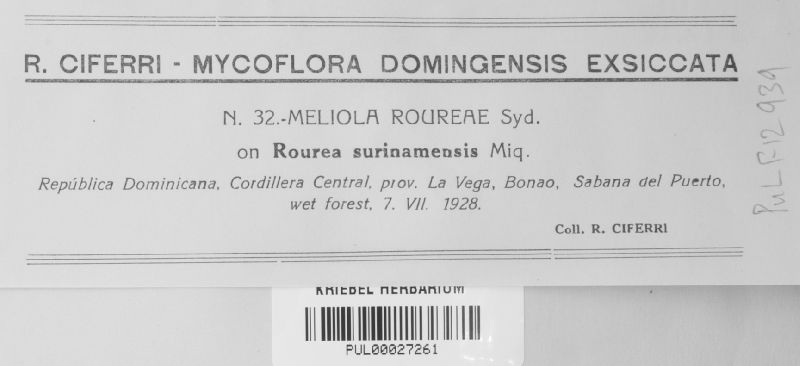 R. CIFERRI - MYCOFLORA DOMINGENSIS EXSICCATA
N. 32.-MELIOLA ROUREAE Syd.
on Rourea surinamensis Miq.
República Dominicana, Cordillera Central, prov. La Vega, Bonao, Sabana del Puerto,
wet forest, 7. VII. 1928.
Coll. R. CIFERRI
PUL F12939
KRIEBEL HERBARIUM
PUL00027261